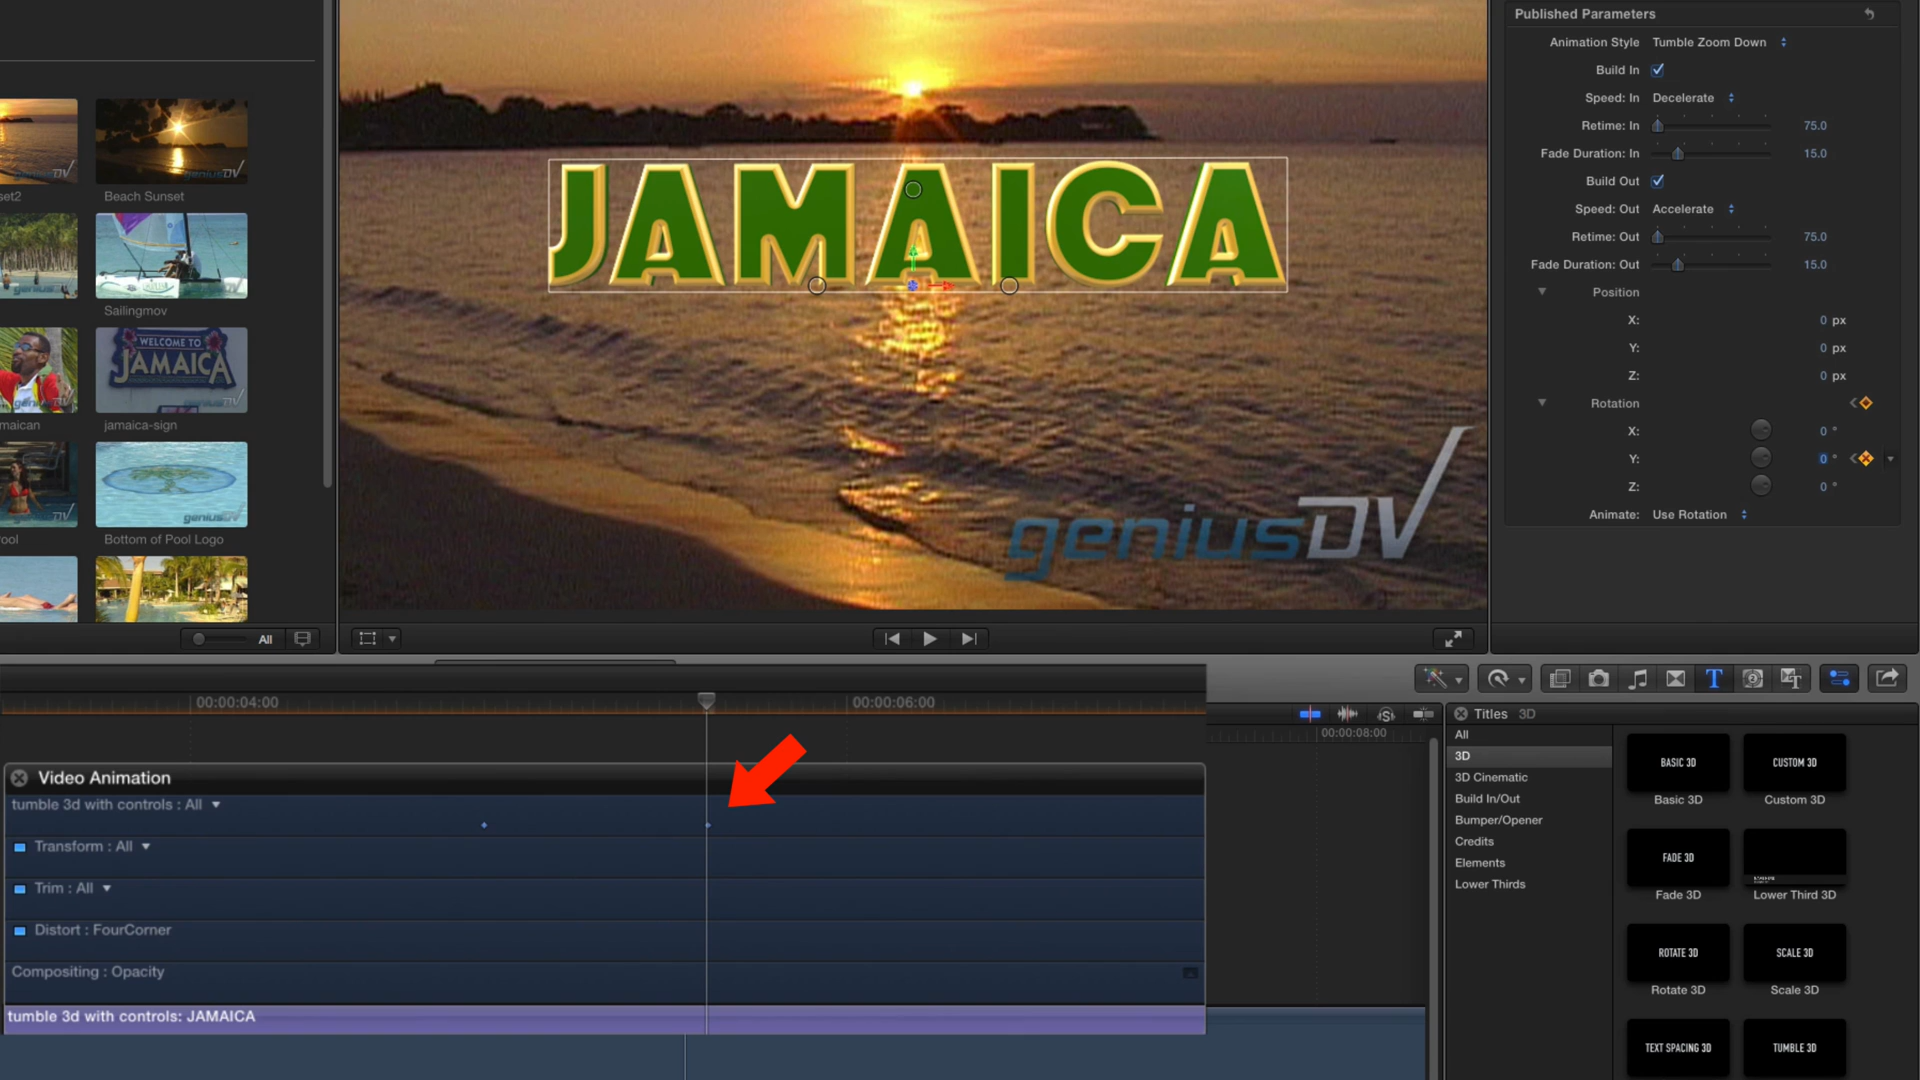 Published Parameters
Animation Style Tumble Zoom Down
Build In
Speed: In Decelerate
Retime: In 75.0
Fade Duration: In 15.0
Build Out
Speed: Out Accelerate
Retime: Out 75.0
Fade Duration: Out 15.0
Position
X: 0 px
Y: 0 px
Z: 0 px
Rotation
X: 0 °
Y: 0 °
Z: 0 °
Animate: Use Rotation
JAMAICA
geniusDV
set2
Beach Sunset
geniusDV
Sailingmov
WELCOME TO
JAMAICA
geniusDV
maican
jamaica-sign
geniusDV
ool
Bottom of Pool Logo
All
00:00:04:00
00:00:06:00
00:00:08:00
Video Animation
tumble 3d with controls : All
Transform : All
Trim : All
Distort : FourCorner
Compositing : Opacity
tumble 3d with controls: JAMAICA
T
Titles 3D
All
3D
3D Cinematic
Build In/Out
Bumper/Opener
Credits
Elements
Lower Thirds
BASIC 3D
Basic 3D
CUSTOM 3D
Custom 3D
FADE 3D
Fade 3D
Lower Third 3D
ROTATE 3D
Rotate 3D
SCALE 3D
Scale 3D
TEXT SPACING 3D
TUMBLE 3D